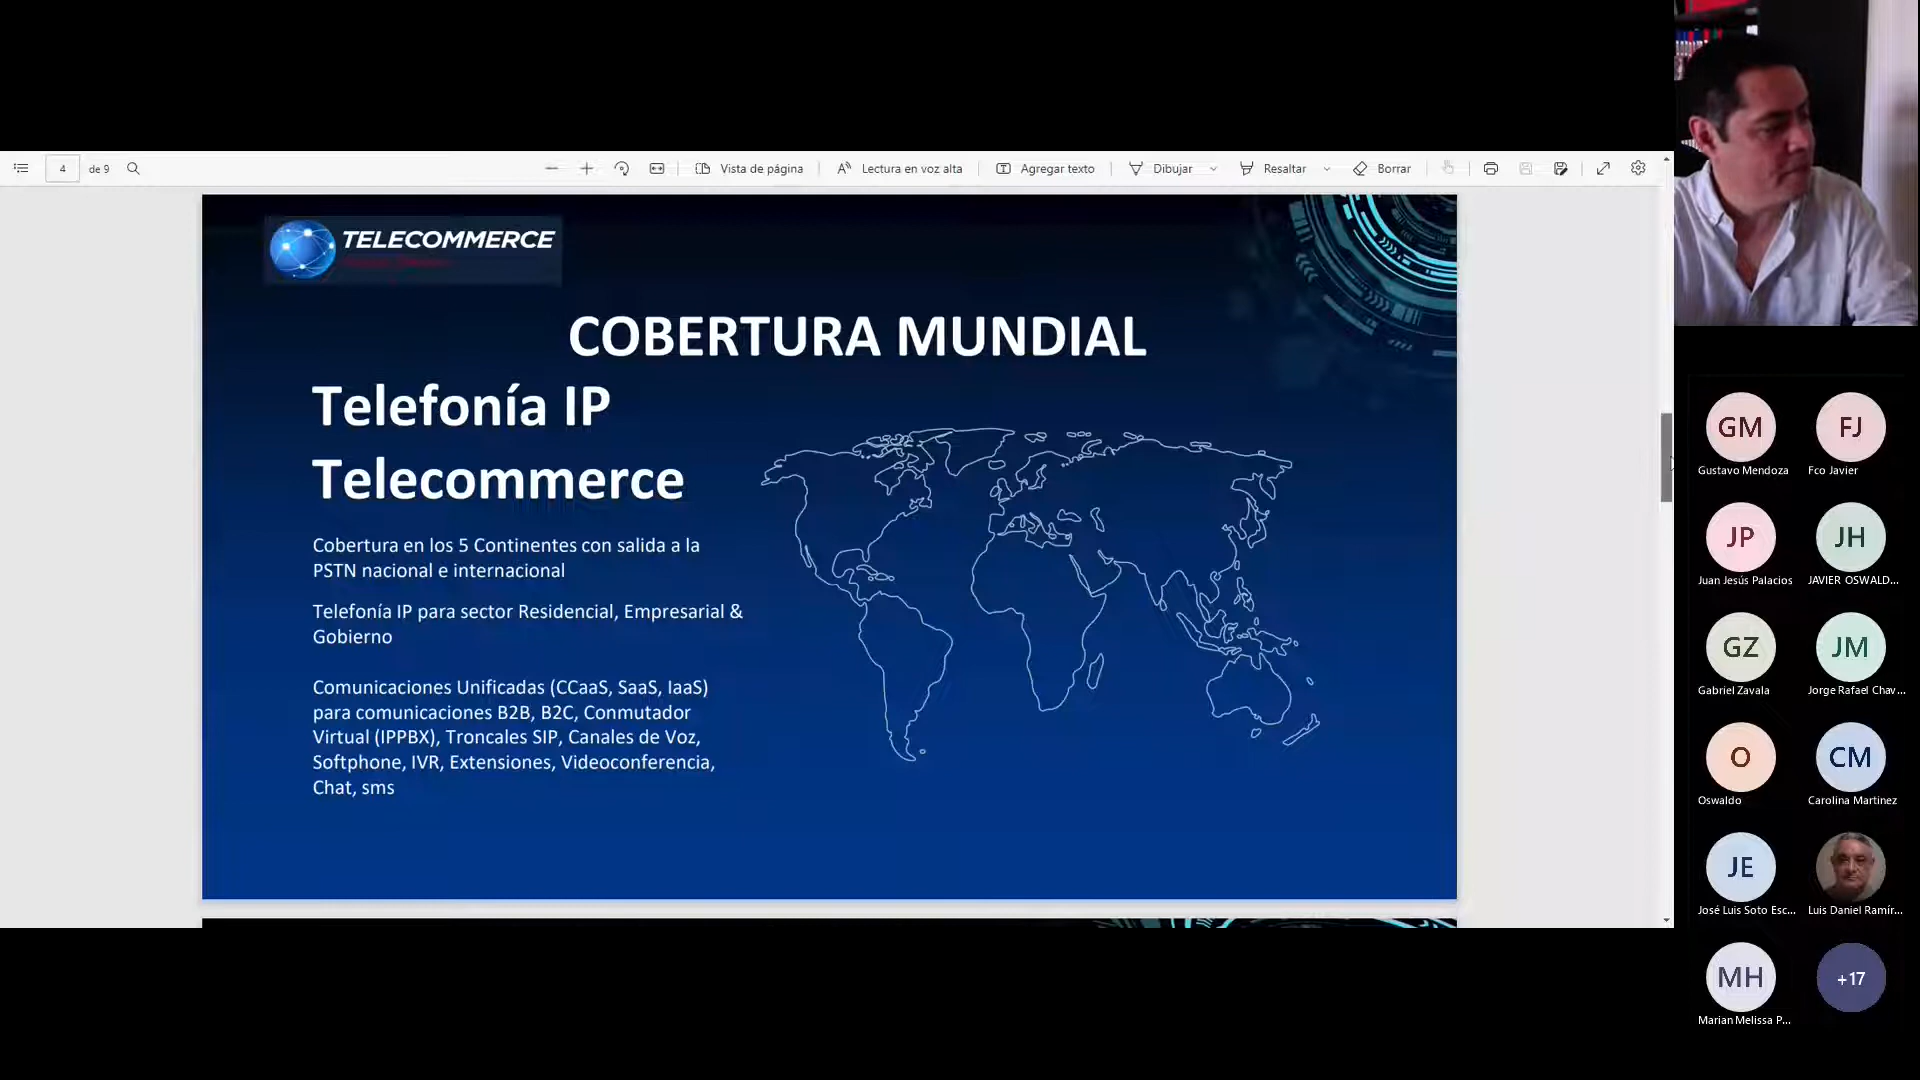 4 de 9
Vista de página
Lectura en voz alta
Agregar texto
Dibujar
Resaltar
Borrar
TELECOMMERCE
COBERTURA MUNDIAL
Telefonía IP
Telecommerce
Cobertura en los 5 Continentes con salida a la
PSTN nacional e internacional
Telefonía IP para sector Residencial, Empresarial &
Gobierno
Comunicaciones Unificadas (CCaaS, SaaS, IaaS)
para comunicaciones B2B, B2C, Conmutador
Virtual (IPPBX), Troncales SIP, Canales de Voz,
Softphone, IVR, Extensiones, Videoconferencia,
Chat, sms
GM
Gustavo Mendoza
FJ
Fco Javier
JP
Juan Jesús Palacios
JH
JAVIER OSWALD...
GZ
Gabriel Zavala
JM
Jorge Rafael Chav...
O
Oswaldo
CM
Carolina Martinez
JE
José Luis Soto Esc...
Luis Daniel Ramír...
MH
Marian Melissa P...
+17